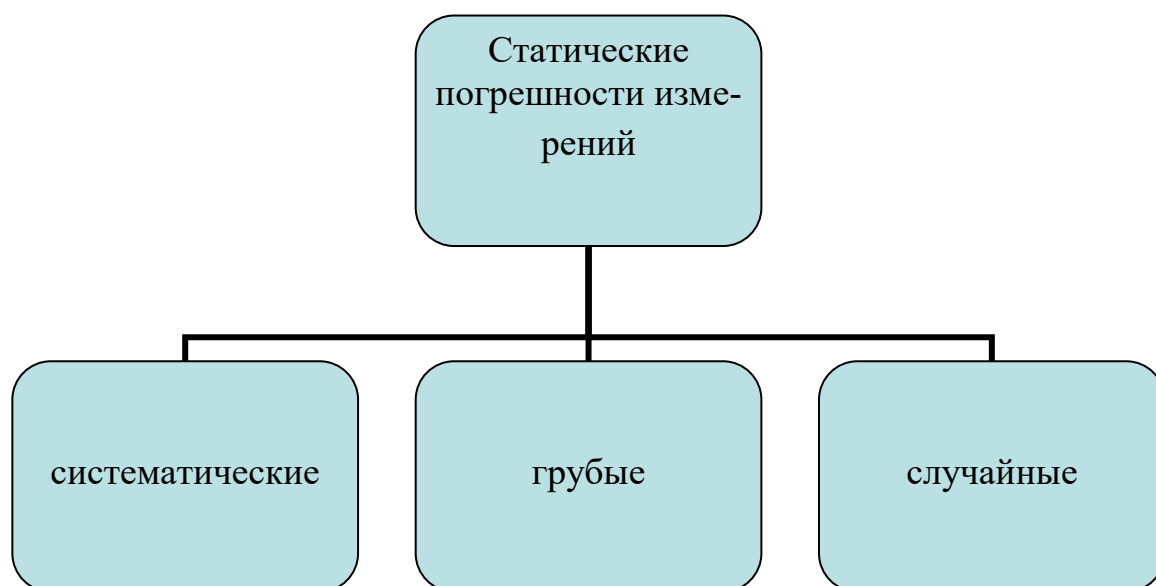 Статические
погрешности изме-
рений
систематические
грубые
случайные